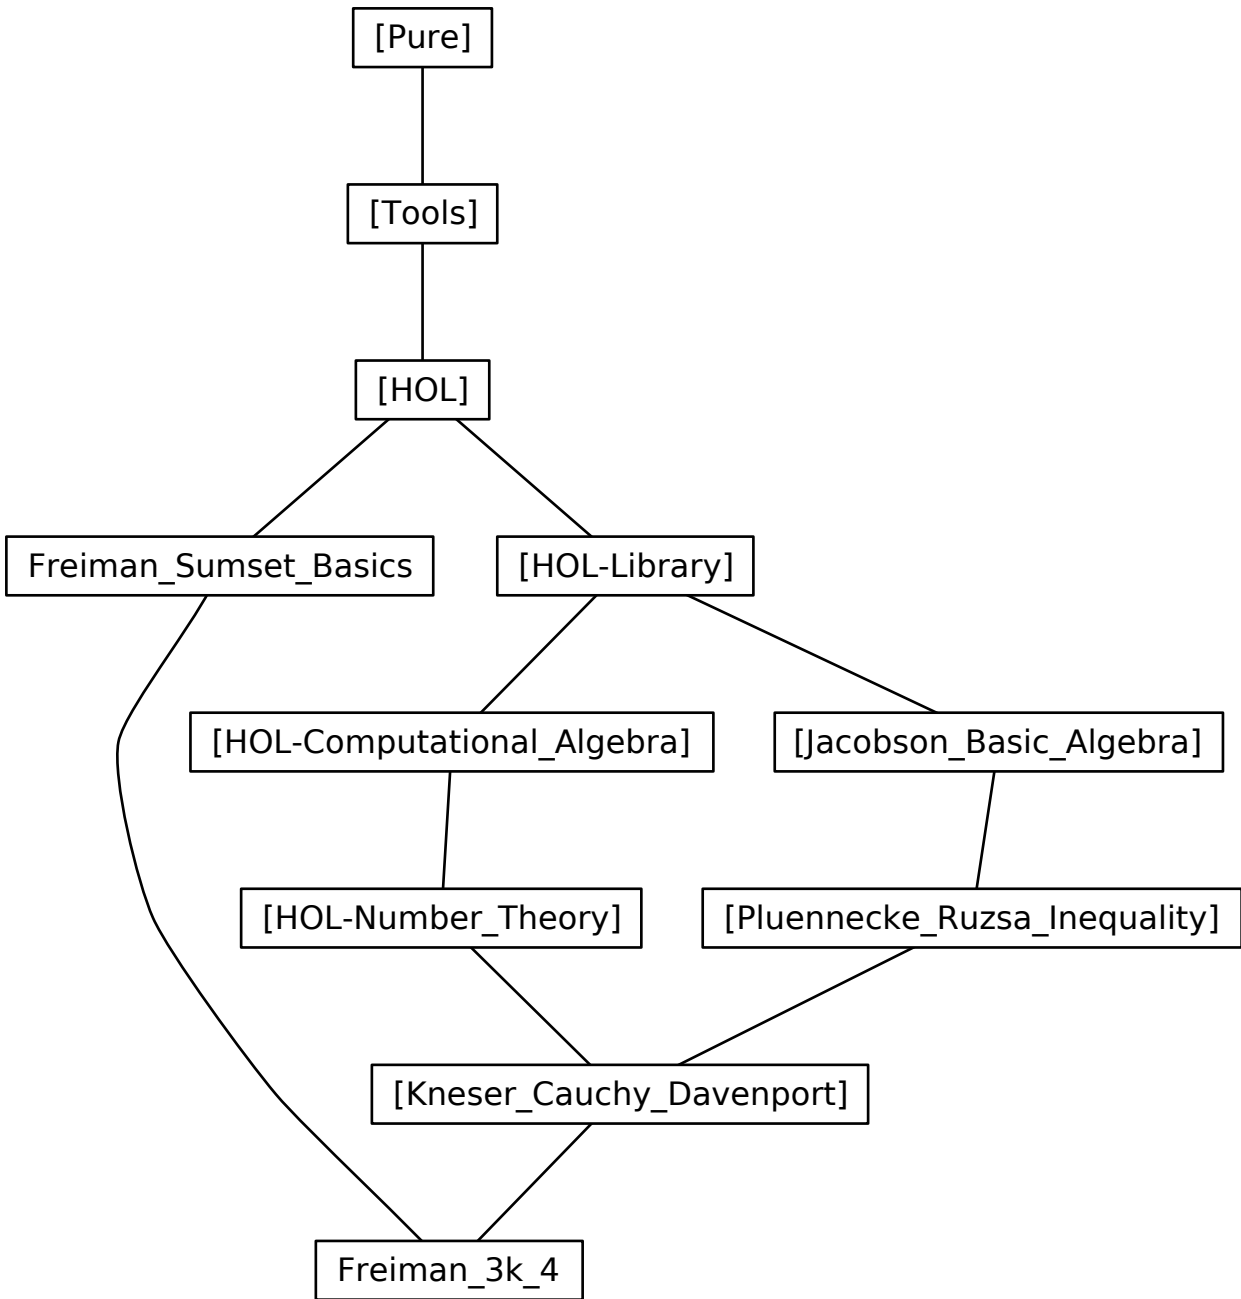 [Pure]
[Tools]
[HOL]
Freiman_Sumset_Basics
[HOL-Library]
[HOL-Computational_Algebra]
[Jacobson_Basic_Algebra]
[HOL-Number_Theory]
[Pluennecke_Ruzsa_Inequality]
[Kneser_Cauchy_Davenport]
Freiman_3k_4